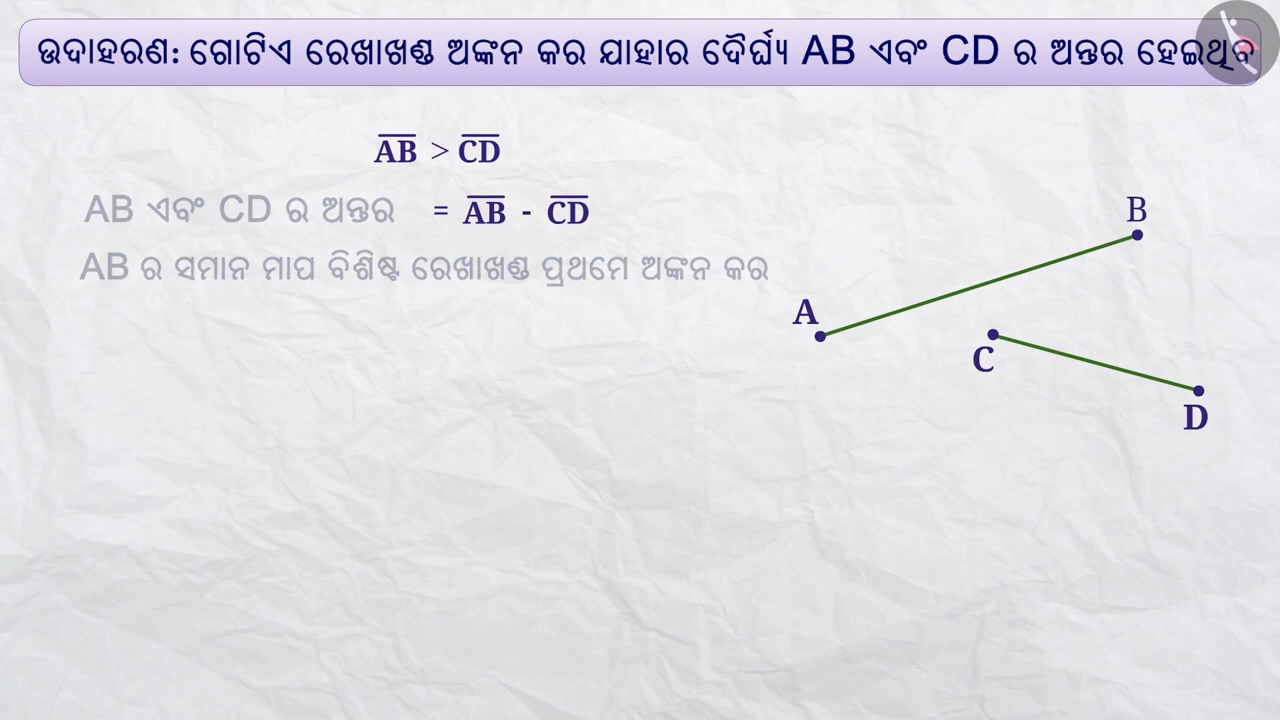 ଉଦାହରଣ: ଗୋଟିଏ ରେଖାଖଣ୍ଡ ଅଙ୍କନ କର ଯାହାର ଦୈର୍ଘ୍ୟ AB ଏବଂ CD ର ଅନ୍ତର ହେଇଥିବ
AB > CD
AB ଏବଂ CD ର ଅନ୍ତର = AB - CD
AB ର ସମାନ ମାପ ବିଶିଷ୍ଟ ରେଖାଖଣ୍ଡ ପ୍ରଥମେ ଅଙ୍କନ କର
B
A
C
D